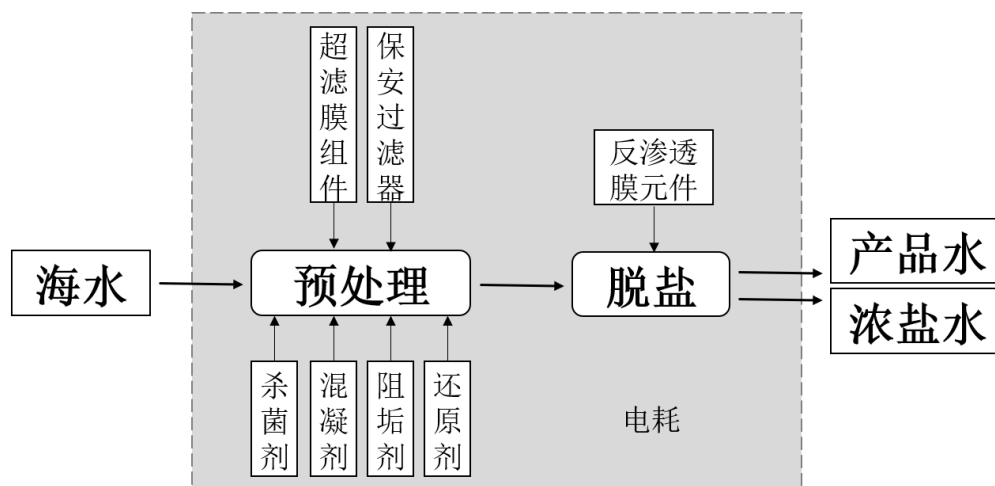 超滤膜组件
保安过滤器
反渗透
膜元件
海水
预处理
脱盐
产品水
浓盐水
杀菌剂
混凝剂
阻垢剂
还原剂
电耗